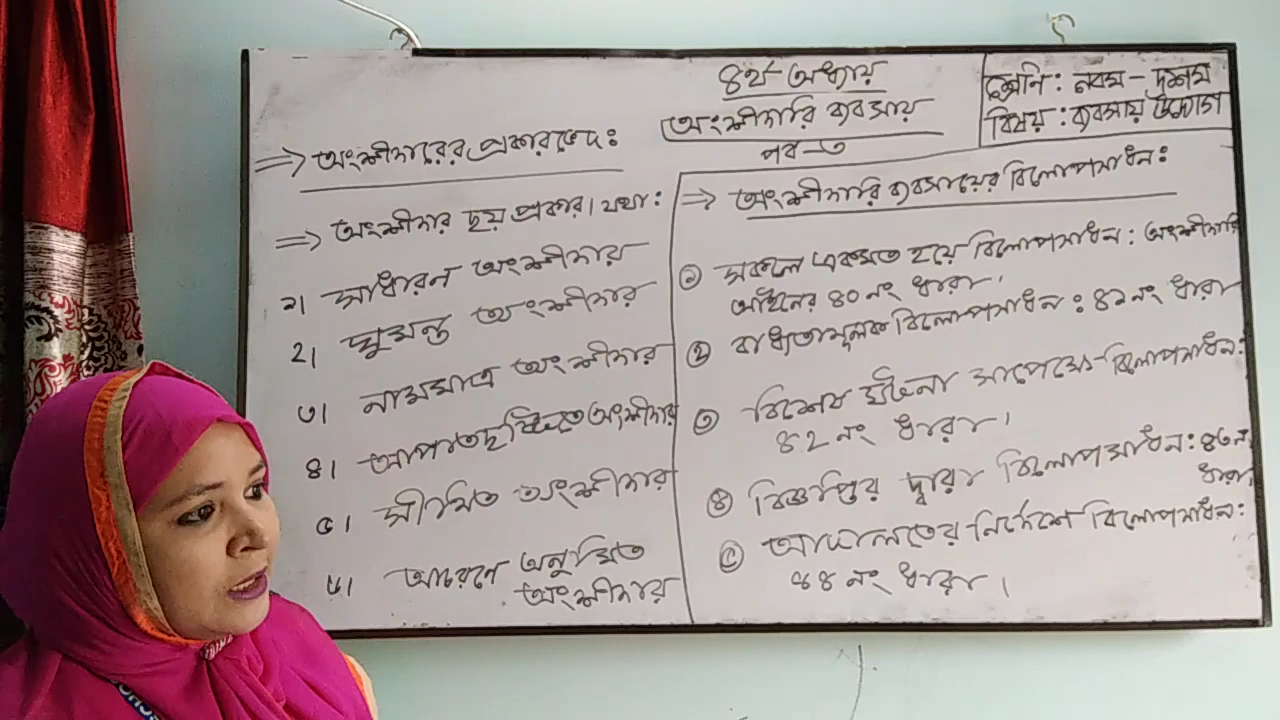 ৪র্থ অধ্যায়
অংশীদারি ব্যবসায়
পর্ব-৩
শ্রেণি : নবম - দশম
বিষয় : ব্যবসায় উদ্যোগ
⇒ অংশীদারের প্রকারভেদ :
⇒ অংশীদার ছয় প্রকার। যথা :
১। সাধারন অংশীদার
২। ঘুমন্ত অংশীদার
৩। নামমাত্র অংশীদার
৪। আপাতদৃষ্টিতে অংশীদার
৫। সীমিত অংশীদার
৬। আচরণে অনুমিত
অংশীদার
⇒ অংশীদারি ব্যবসায়ের বিলোপসাধন :
① সকলে একমত হয়ে বিলোপসাধন : অংশীদারি
আইনের ৪০ নং ধারা।
② বাধ্যতামূলক বিলোপসাধন : ৪১ নং ধারা
③ বিশেষ ঘটনা সাপেক্ষে বিলোপসাধন :
৪২ নং ধারা।
④ বিজ্ঞপ্তির দ্বারা বিলোপসাধন : ৪৩ নং
ধারা।
⑤ আদালতের নির্দেশে বিলোপসাধন :
৪৪ নং ধারা।